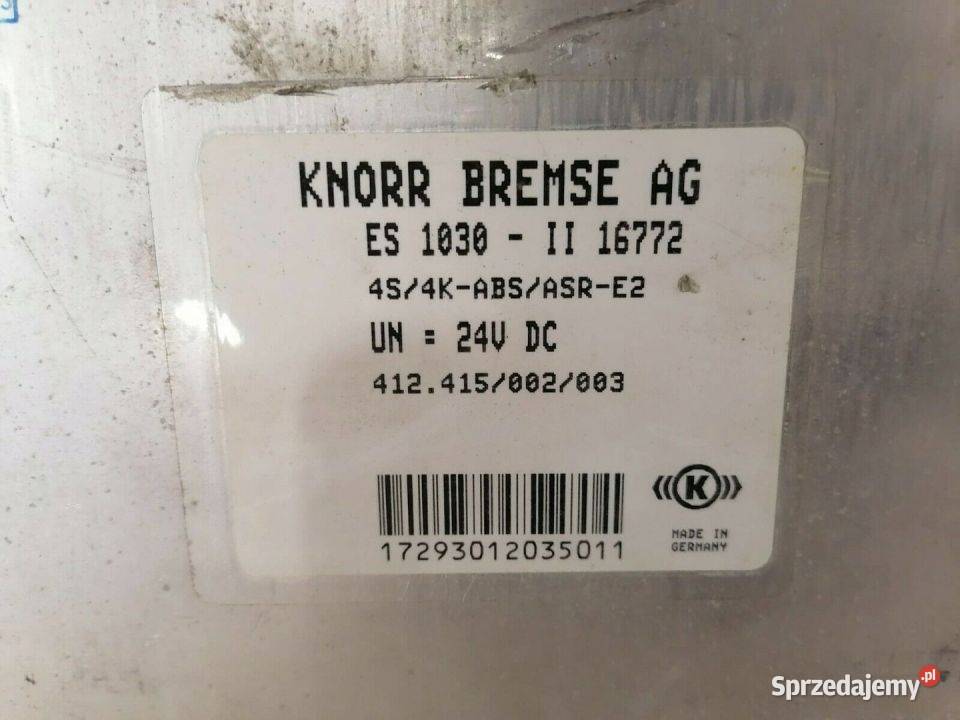 KNORR BREMSE AG
ES 1030 - II 16772
4S/4K-ABS/ASR-E2
UN = 24V DC
412.415/002/003
17293012035011
K
MADE IN
GERMANY
Sprzedajemy.pl